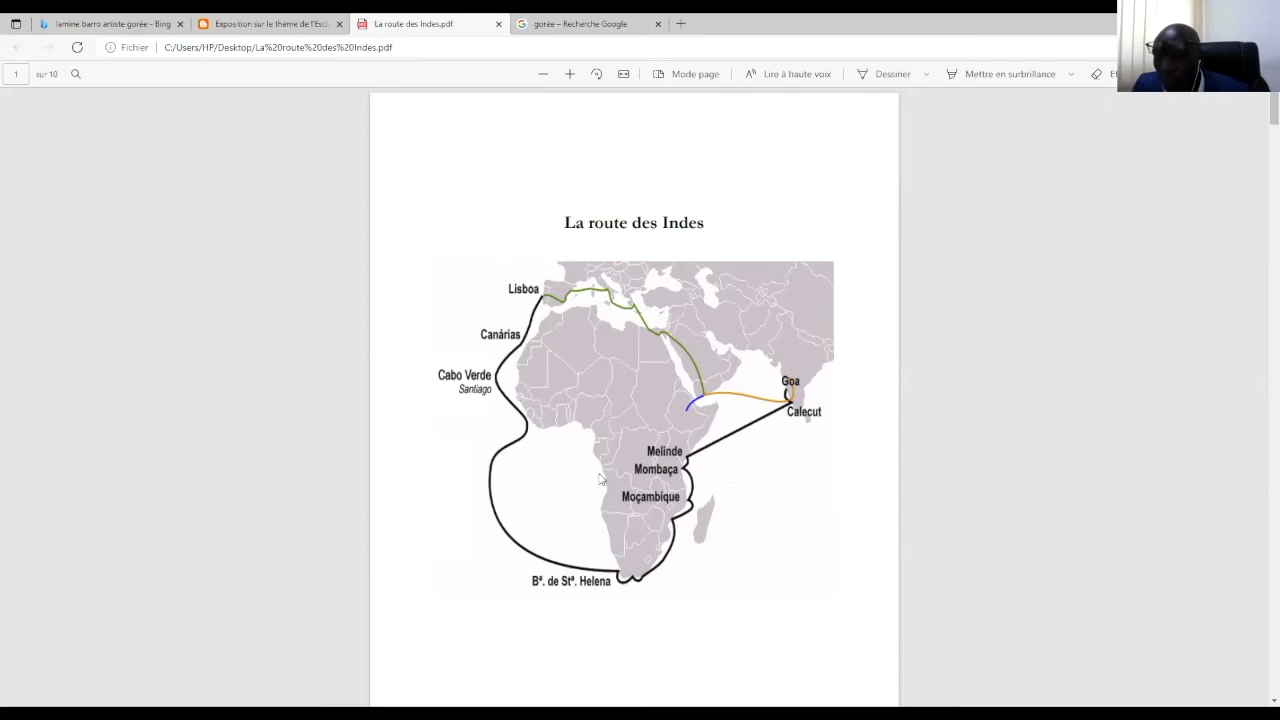 lamine barro artiste gorée - Bing
Exposition sur le thème de l'Escl
La route des Indes.pdf
gorée – Recherche Google
Fichier
C:/Users/HP/Desktop/La%20route%20des%20Indes.pdf
1 sur 10
Mode page
Lire à haute voix
Dessiner
Mettre en surbrillance
La route des Indes
Lisboa
Canárias
Cabo Verde
Santiago
Goa
Calecut
Melinde
Mombaça
Moçambique
Bª. de Stª. Helena